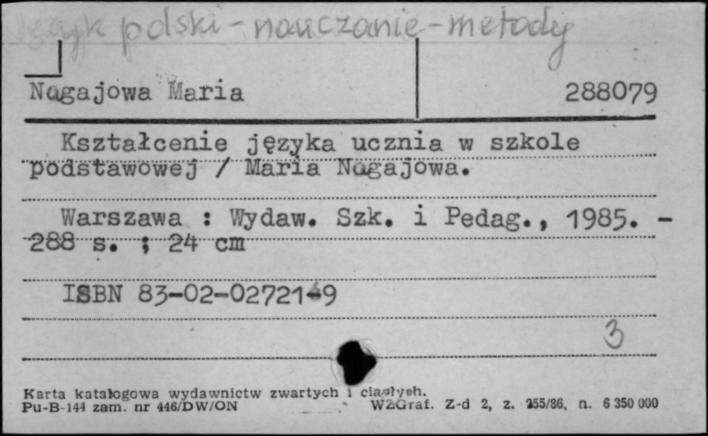 Język polski - nauczanie - metody
Nagajowa Maria 288079
Kształcenie języka ucznia w szkole
podstawowej / Maria Nagajowa.
Warszawa : Wydaw. Szk. i Pedag., 1985. -
288 s. ; 24 cm
ISBN 83-02-02721-9
3
Karta katalogowa wydawnictw zwartych i ciągłych.
Pu-B-144 zam. nr 446/DW/ON WZGraf. Z-d 2, z. 255/86, n. 6 350 000